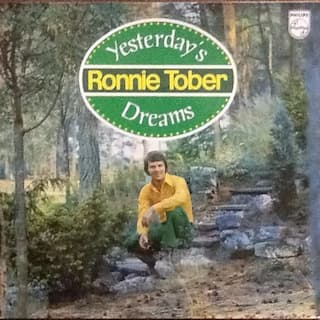 Yesterday's
Ronnie Tober
Dreams
PHILIPS